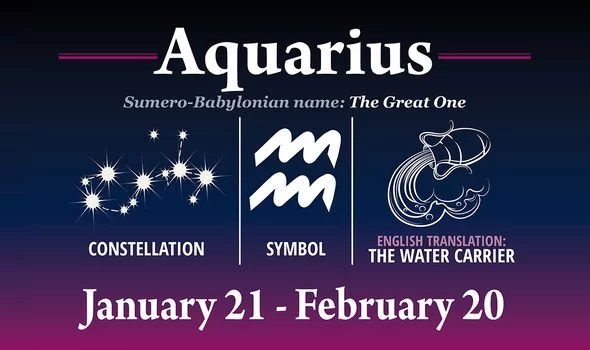 Aquarius
Sumero-Babylonian name: The Great One
CONSTELLATION
SYMBOL
ENGLISH TRANSLATION:
THE WATER CARRIER
January 21 - February 20